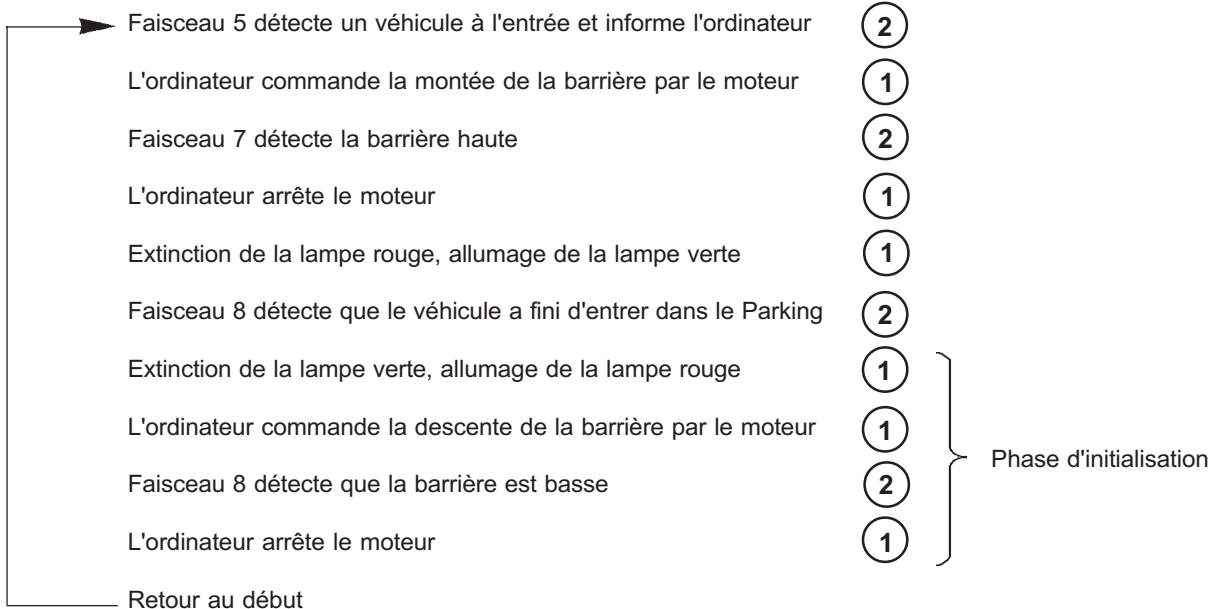 Faisceau 5 détecte un véhicule à l'entrée et informe l'ordinateur 2
L'ordinateur commande la montée de la barrière par le moteur 1
Faisceau 7 détecte la barrière haute 2
L'ordinateur arrête le moteur 1
Extinction de la lampe rouge, allumage de la lampe verte 1
Faisceau 8 détecte que le véhicule a fini d'entrer dans le Parking 2
Extinction de la lampe verte, allumage de la lampe rouge 1
L'ordinateur commande la descente de la barrière par le moteur 1
Phase d'initialisation
Faisceau 8 détecte que la barrière est basse 2
L'ordinateur arrête le moteur 1
Retour au début